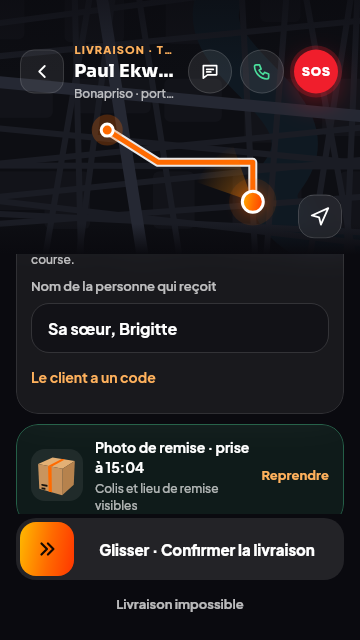 LIVRAISON · T…
Paul Ekw…
Bonapriso · port…
SOS
course.
Nom de la personne qui reçoit
Sa sœur, Brigitte
Le client a un code
Photo de remise · prise
à 15:04
Colis et lieu de remise
visibles
Reprendre
Glisser · Confirmer la livraison
Livraison impossible